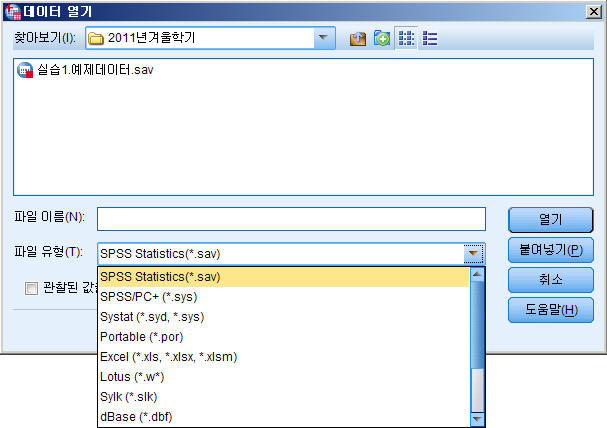 데이터 열기
찾아보기(I): 2011년겨울학기
실습1.예제데이터.sav
파일 이름(N): 열기
파일 유형(T): SPSS Statistics(*.sav) 붙여넣기(P)
SPSS Statistics(*.sav)
관찰된 값 취소
SPSS/PC+ (*.sys)
Systat (*.syd, *.sys) 도움말(H)
Portable (*.por)
Excel (*.xls, *.xlsx, *.xlsm)
Lotus (*.w*)
Sylk (*.slk)
dBase (*.dbf)